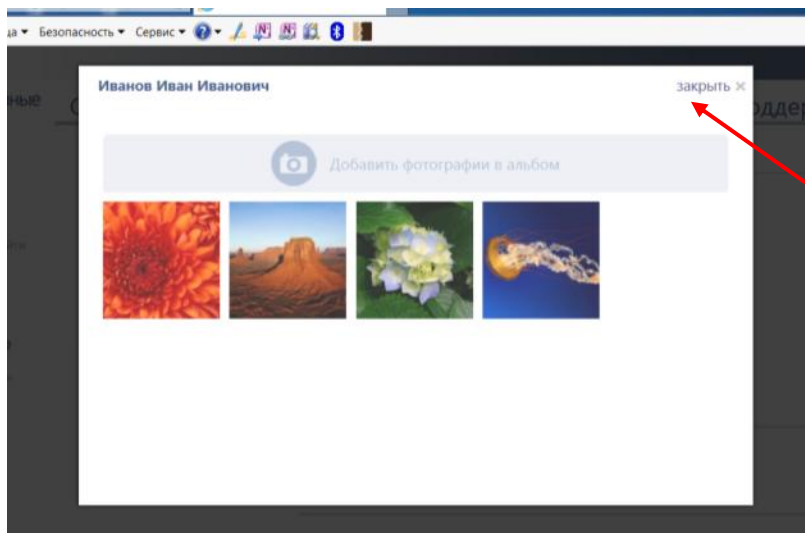 Безопасность Сервис
Иванов Иван Иванович
закрыть ×
Добавить фотографии в альбом